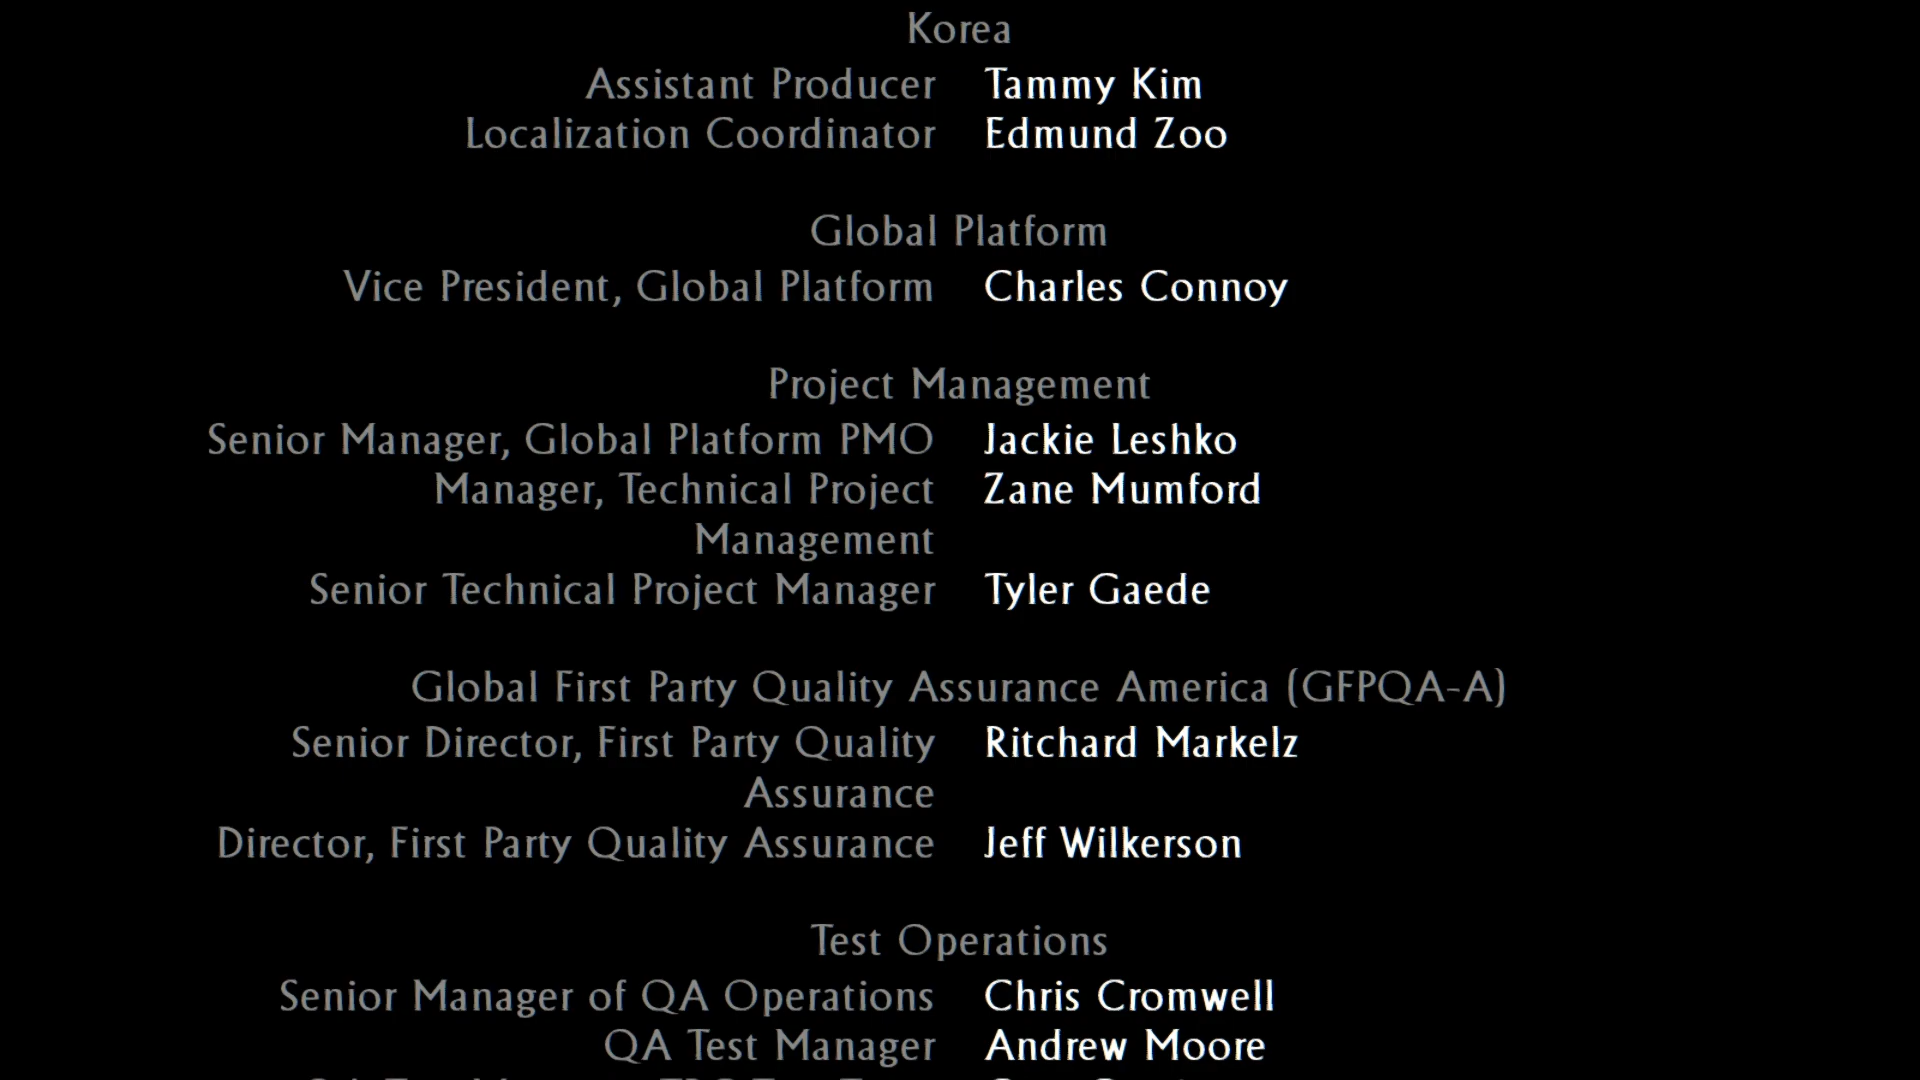 Korea
Assistant Producer Tammy Kim
Localization Coordinator Edmund Zoo
Global Platform
Vice President, Global Platform Charles Connoy
Project Management
Senior Manager, Global Platform PMO Jackie Leshko
Manager, Technical Project Zane Mumford
Management
Senior Technical Project Manager Tyler Gaede
Global First Party Quality Assurance America (GFPQA-A)
Senior Director, First Party Quality Ritchard Markelz
Assurance
Director, First Party Quality Assurance Jeff Wilkerson
Test Operations
Senior Manager of QA Operations Chris Cromwell
QA Test Manager Andrew Moore